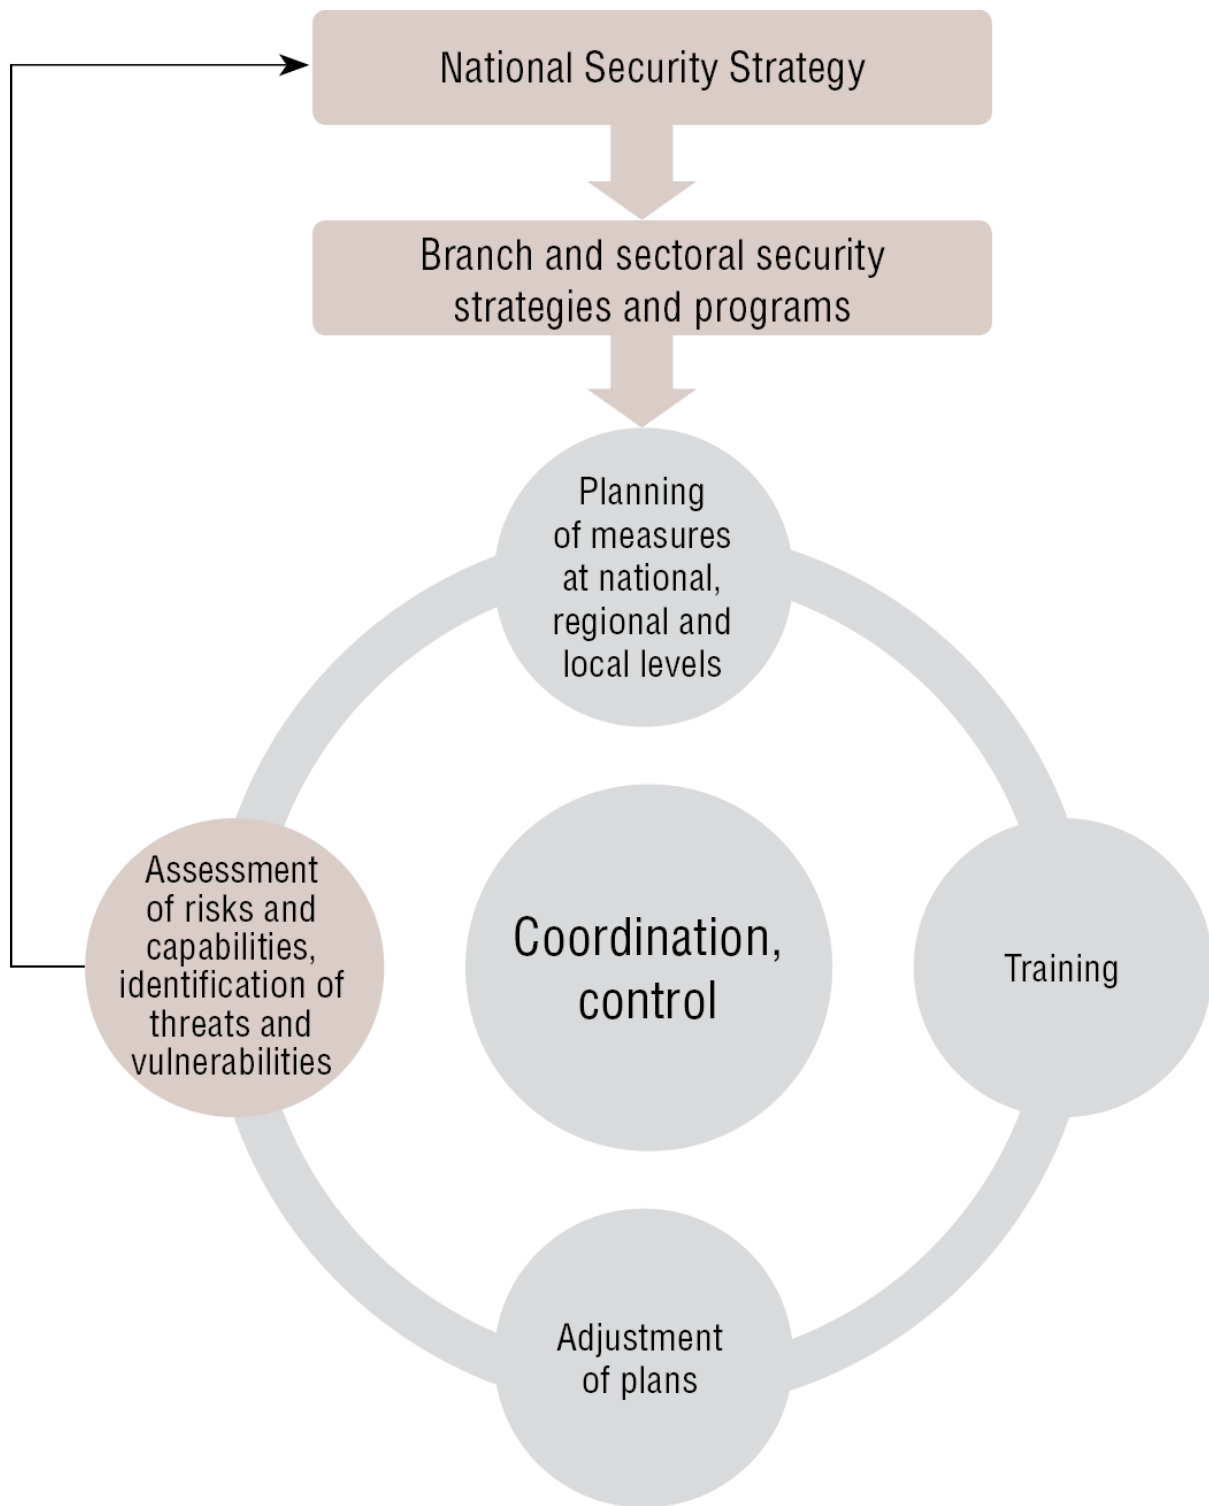 National Security Strategy
Branch and sectoral security
strategies and programs
Planning
of measures
at national,
regional and
local levels
Assessment
of risks and
capabilities,
identification of
threats and
vulnerabilities
Coordination,
control
Training
Adjustment
of plans